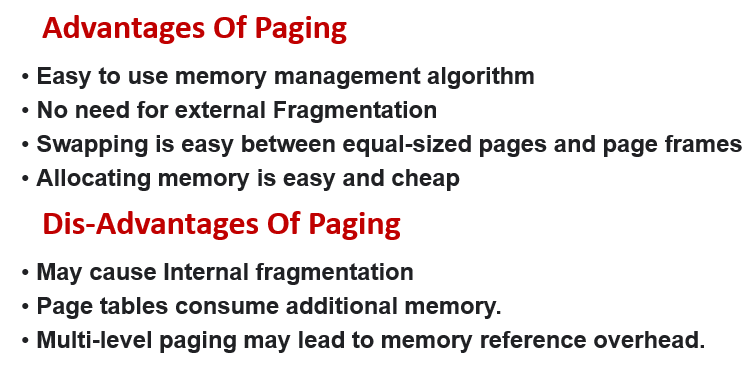 Advantages Of Paging
• Easy to use memory management algorithm
• No need for external Fragmentation
• Swapping is easy between equal-sized pages and page frames
• Allocating memory is easy and cheap
Dis-Advantages Of Paging
• May cause Internal fragmentation
• Page tables consume additional memory.
• Multi-level paging may lead to memory reference overhead.